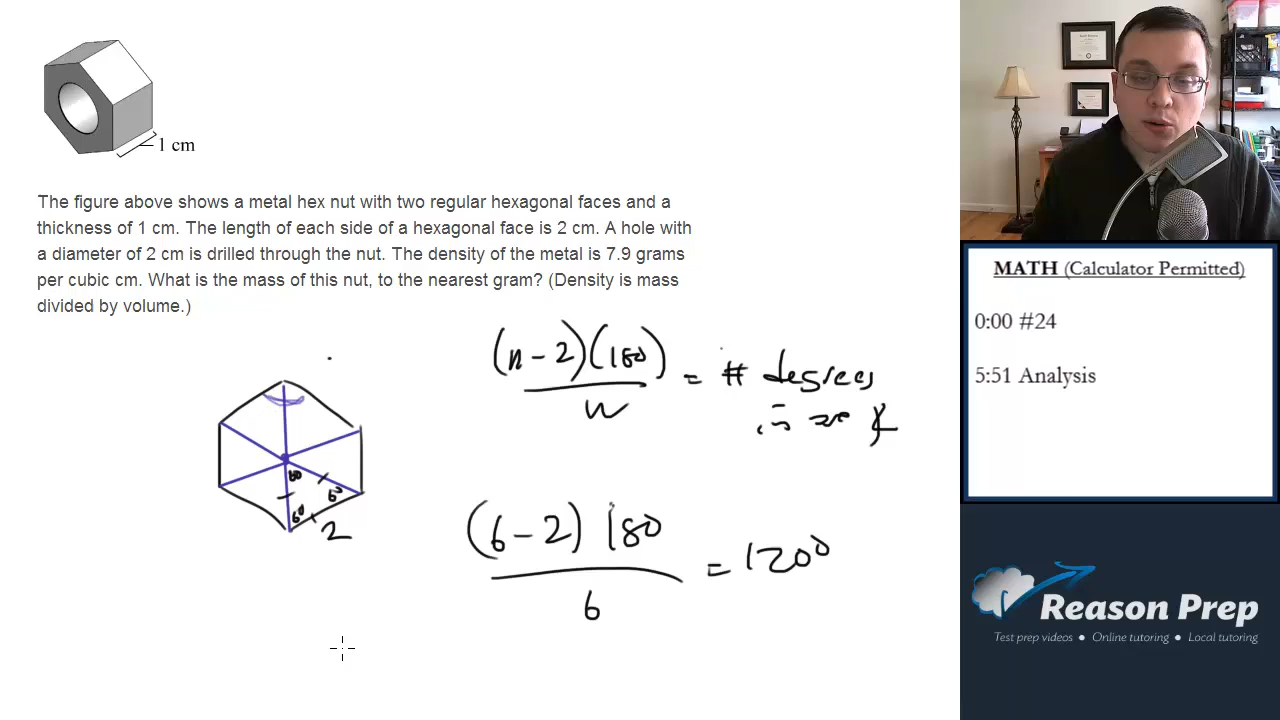 1 cm
The figure above shows a metal hex nut with two regular hexagonal faces and a
thickness of 1 cm. The length of each side of a hexagonal face is 2 cm. A hole with
a diameter of 2 cm is drilled through the nut. The density of the metal is 7.9 grams
per cubic cm. What is the mass of this nut, to the nearest gram? (Density is mass
divided by volume.)
(n - 2)(180)
n
= # degrees
in
60
60
60
2
(6 - 2) 180
6
= 120°
MATH (Calculator Permitted)
0:00 #24
5:51 Analysis
Reason Prep
Test prep videos ● Online tutoring ● Local tutoring